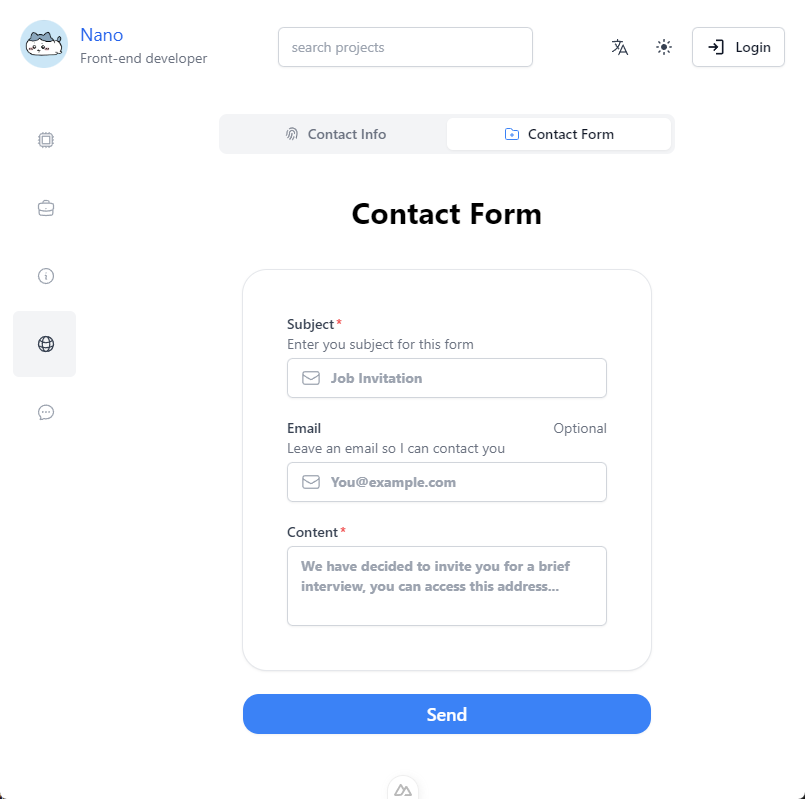 Nano
Front-end developer
search projects
Login
Contact Info
Contact Form
Contact Form
Subject*
Enter you subject for this form
Job Invitation
Email
Optional
Leave an email so I can contact you
You@example.com
Content*
We have decided to invite you for a brief
interview, you can access this address...
Send